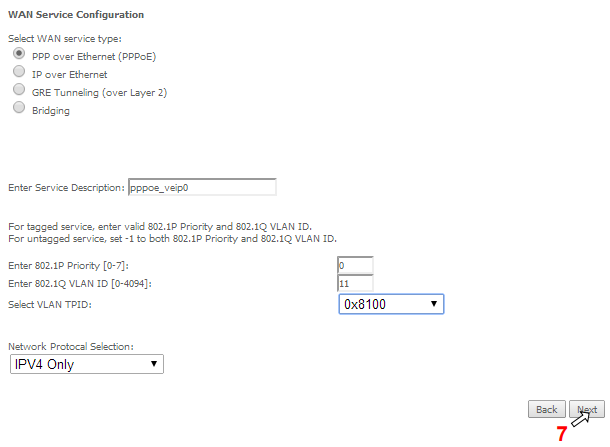 WAN Service Configuration
Select WAN service type:
PPP over Ethernet (PPPoE)
IP over Ethernet
GRE Tunneling (over Layer 2)
Bridging
Enter Service Description: pppoe_veip0
For tagged service, enter valid 802.1P Priority and 802.1Q VLAN ID.
For untagged service, set -1 to both 802.1P Priority and 802.1Q VLAN ID.
Enter 802.1P Priority [0-7]: 0
Enter 802.1Q VLAN ID [0-4094]: 11
Select VLAN TPID: 0x8100
Network Protocal Selection:
IPV4 Only
Back Next
7